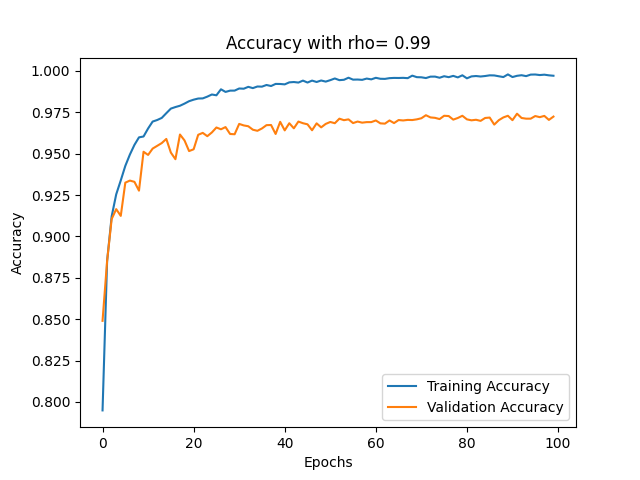 Accuracy with rho= 0.99
1.000
0.975
0.950
0.925
0.900
0.875
0.850
0.825
0.800
Accuracy
Training Accuracy
Validation Accuracy
0 20 40 60 80 100
Epochs